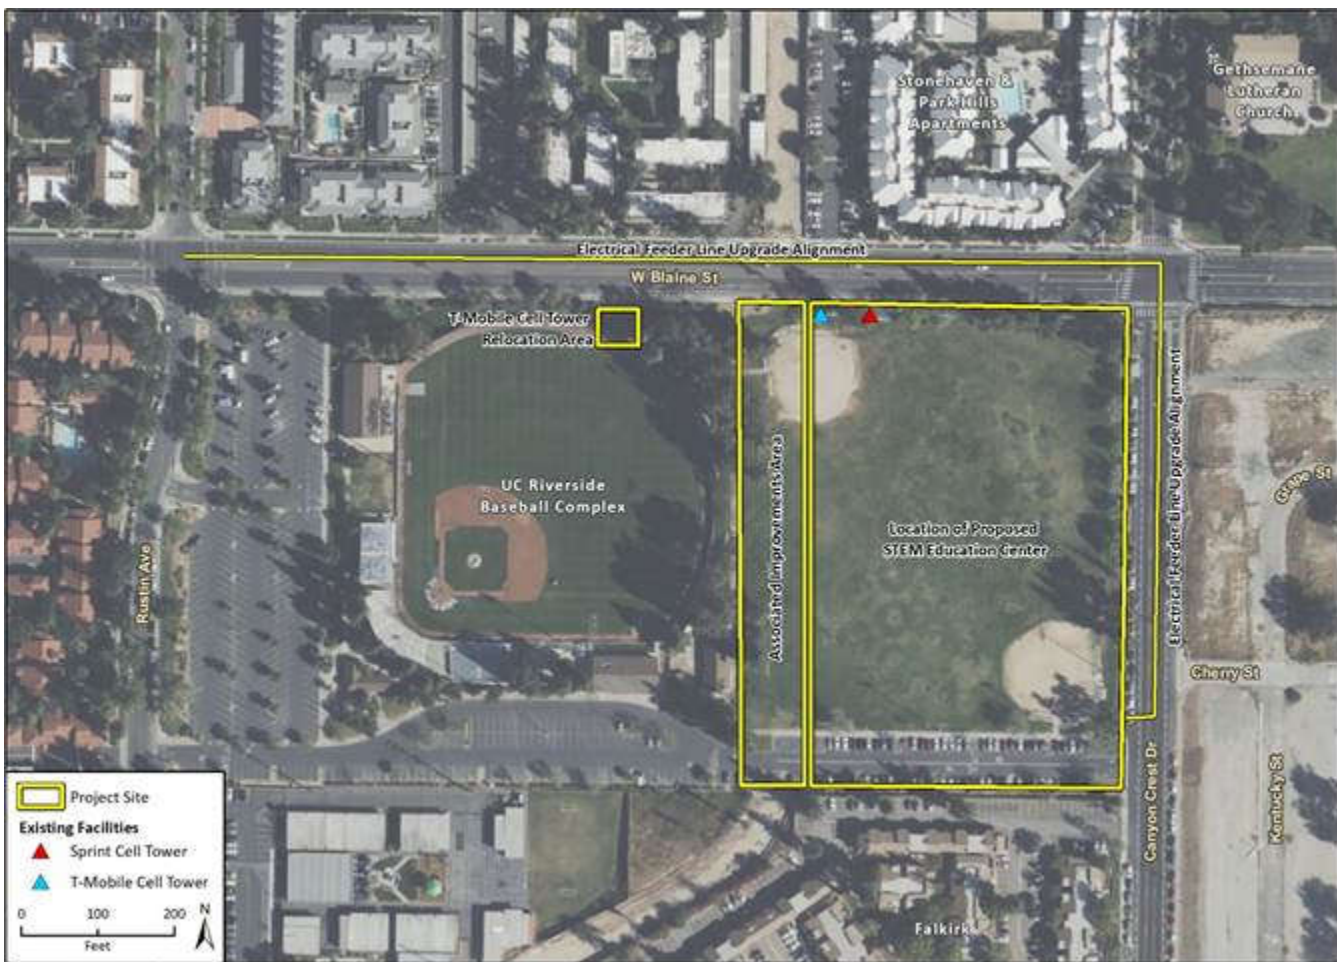 Stonehaven &
Park Hills
Apartments
Gethsemane
Lutheran
Church
Electrical Feeder Line Upgrade Alignment
W Blaine St
T-Mobile Cell Tower
Relocation Area
Electrical Feeder Line Upgrade Alignment
Associated Improvements Area
UC Riverside
Baseball Complex
Location of Proposed
STEM Education Center
Grape St
Rustin Ave
Cherry St
Canyon Crest Dr
Kentucky St
Falkirk
Project Site
Existing Facilities
Sprint Cell Tower
T-Mobile Cell Tower
0 100 200
Feet
N